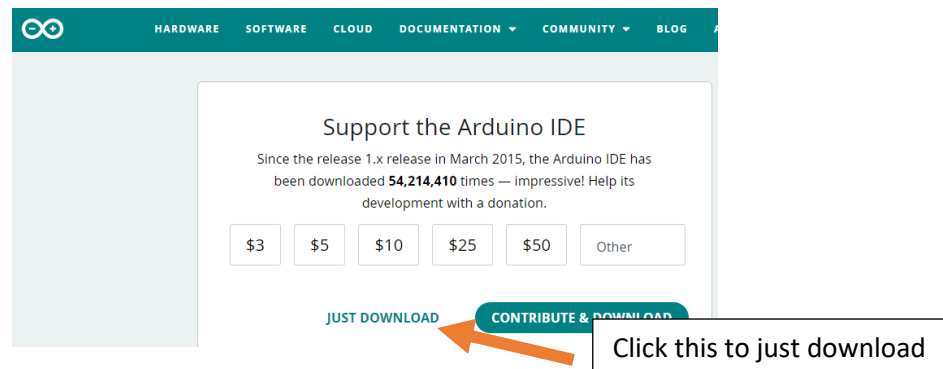 HARDWARE SOFTWARE CLOUD DOCUMENTATION COMMUNITY BLOG
Support the Arduino IDE
Since the release 1.x release in March 2015, the Arduino IDE has
been downloaded 54,214,410 times — impressive! Help its
development with a donation.
$3 $5 $10 $25 $50 Other
JUST DOWNLOAD CONTRIBUTE & DOWNLOAD
Click this to just download